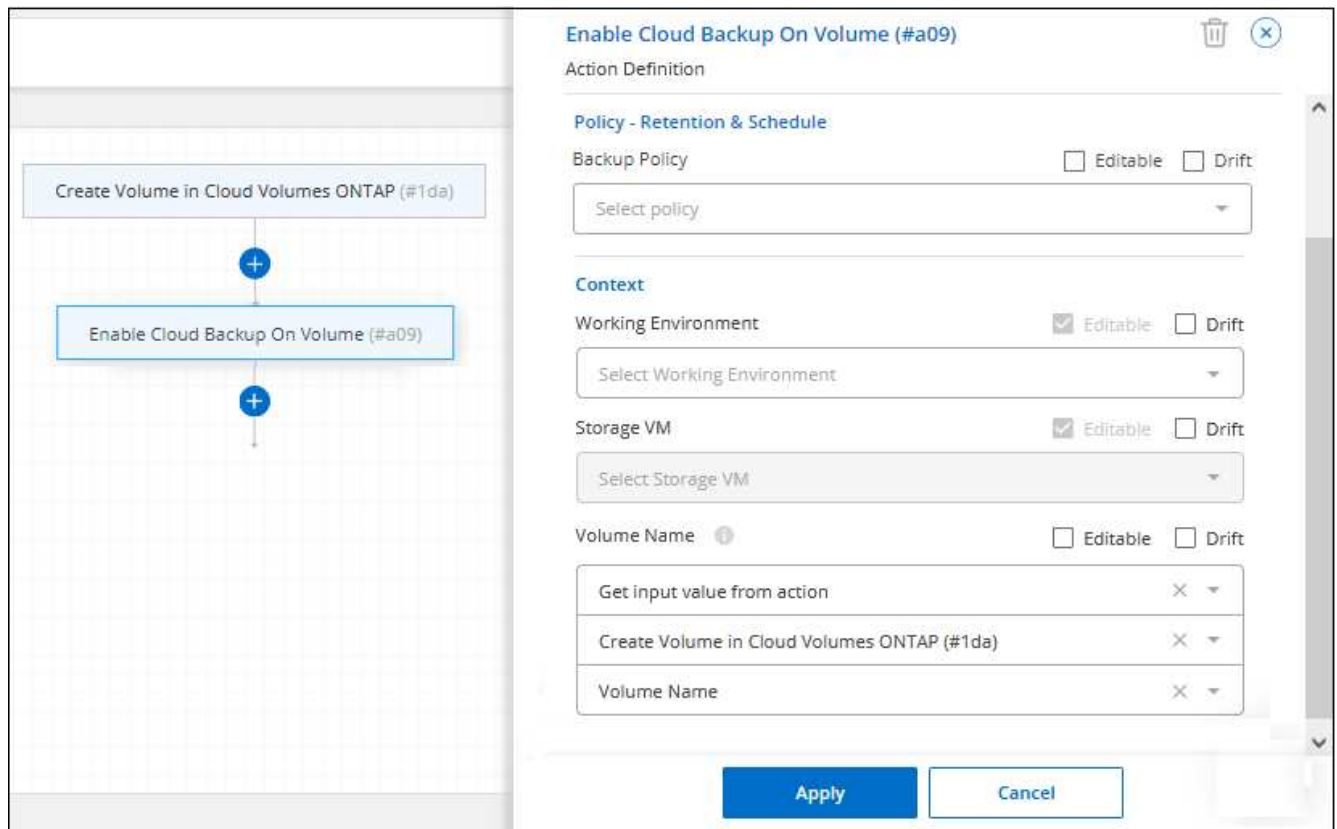 Create Volume in Cloud Volumes ONTAP (#1da)
Enable Cloud Backup On Volume (#a09)
Enable Cloud Backup On Volume (#a09)
Action Definition
Policy - Retention & Schedule
Backup Policy Editable Drift
Select policy
Context
Working Environment Editable Drift
Select Working Environment
Storage VM Editable Drift
Select Storage VM
Volume Name Editable Drift
Get input value from action
Create Volume in Cloud Volumes ONTAP (#1da)
Volume Name
Apply Cancel